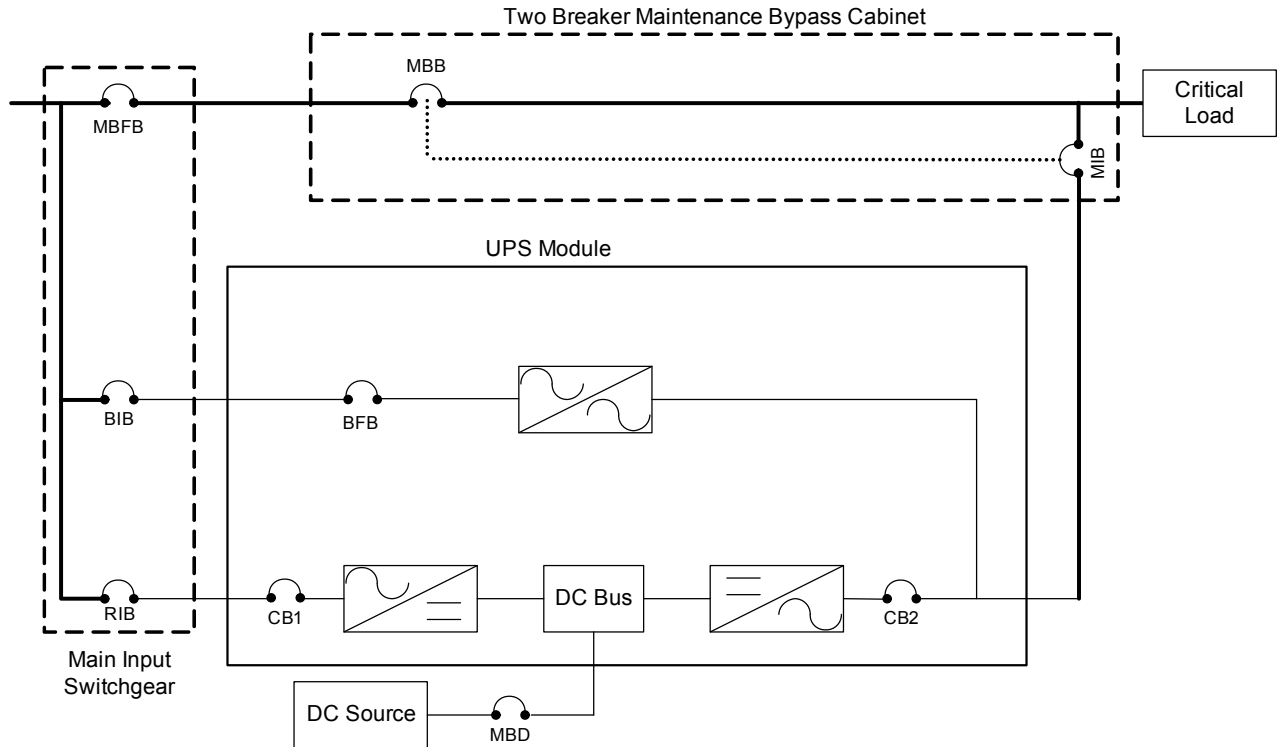 Two Breaker Maintenance Bypass Cabinet
MBFB
MBB
Critical
Load
MIB
UPS Module
BIB
BFB
RIB
CB1
DC Bus
CB2
Main Input
Switchgear
DC Source
MBD